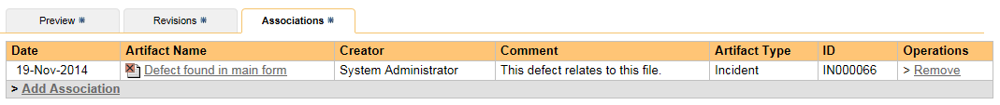 Preview *
Revisions *
Associations *
Date Artifact Name Creator Comment Artifact Type ID Operations
19-Nov-2014 Defect found in main form System Administrator This defect relates to this file. Incident IN000066 > Remove
> Add Association